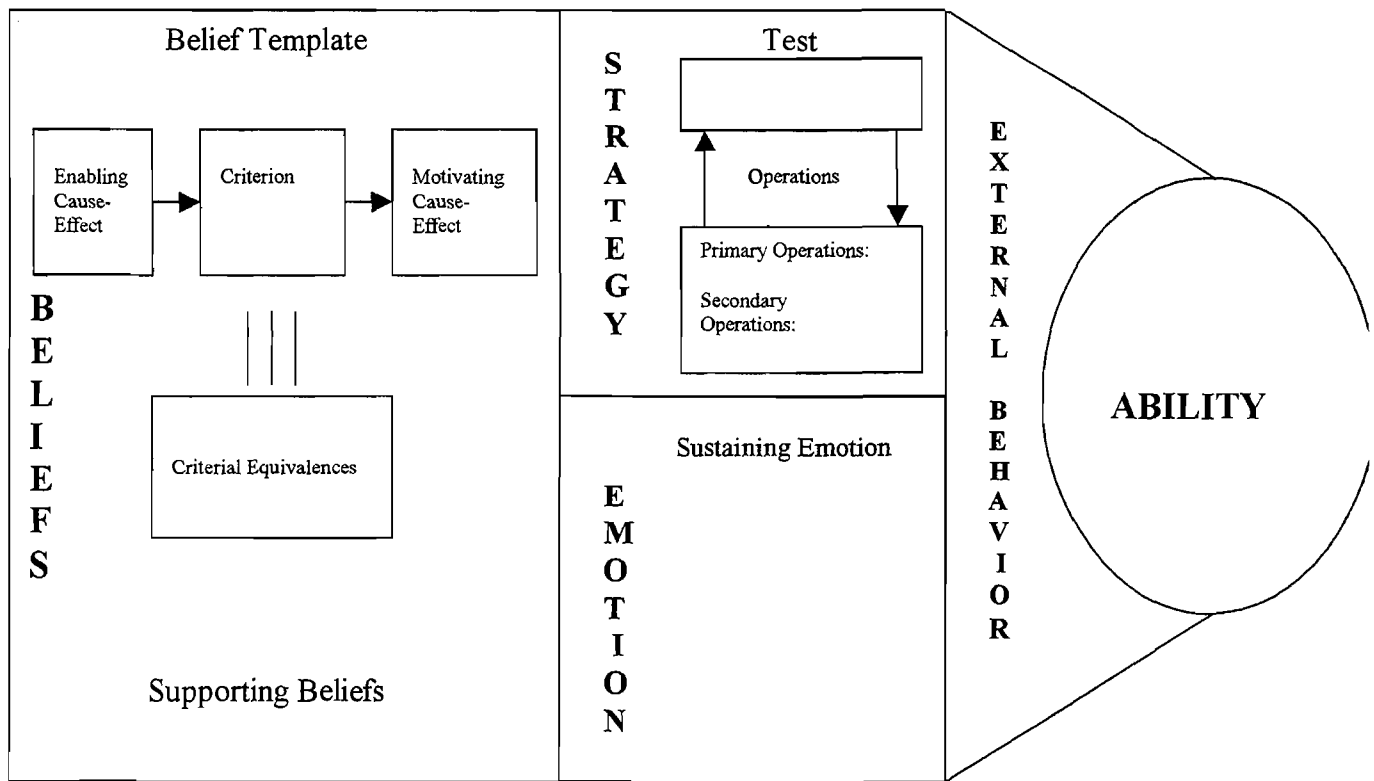 Belief Template
Enabling
Cause-
Effect
Criterion
Motivating
Cause-
Effect
BELIEFS
Criterial Equivalences
Supporting Beliefs
STRATEGY
Test
Operations
Primary Operations:
Secondary
Operations:
EMOTION
Sustaining Emotion
EXTERNAL BEHAVIOR
ABILITY